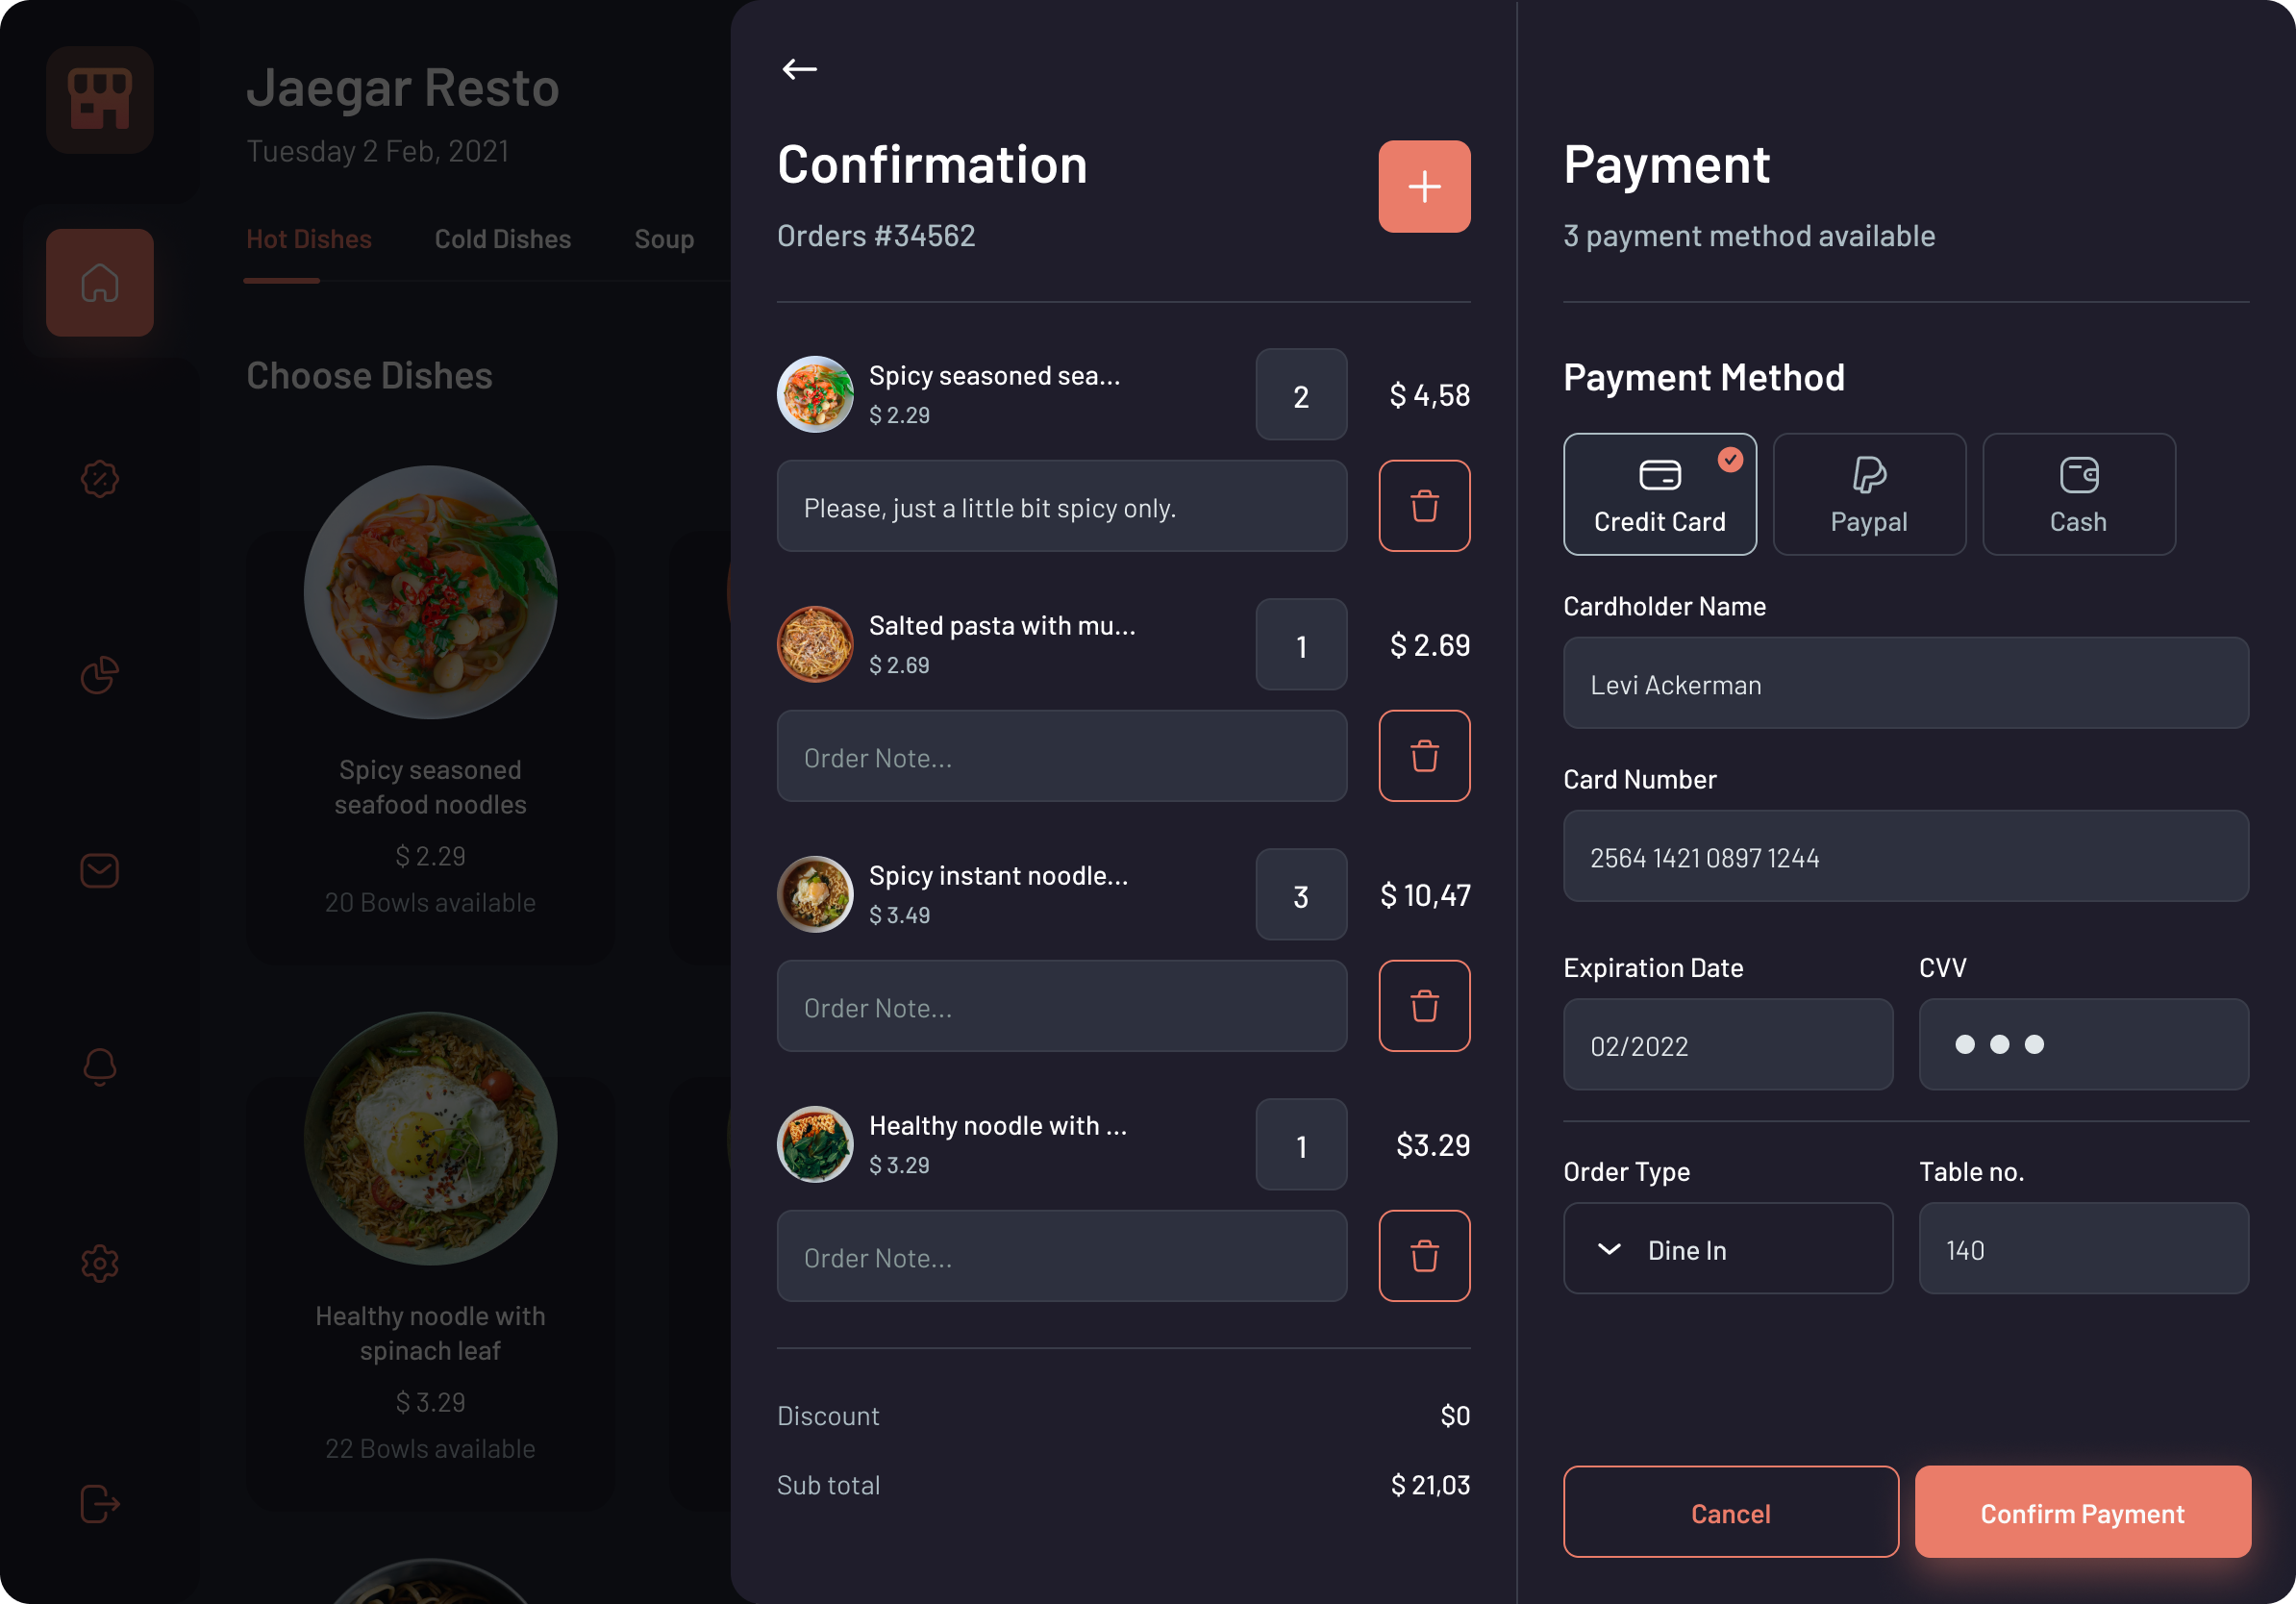 Jaegar Resto
Tuesday 2 Feb, 2021
Hot Dishes
Cold Dishes
Soup
Choose Dishes
Spicy seasoned
seafood noodles
$ 2.29
20 Bowls available
Healthy noodle with
spinach leaf
$ 3.29
22 Bowls available
Confirmation
Orders #34562
Spicy seasoned sea...
$ 2.29
2
$ 4,58
Please, just a little bit spicy only.
Salted pasta with mu...
$ 2.69
1
$ 2.69
Order Note...
Spicy instant noodle...
$ 3.49
3
$ 10,47
Order Note...
Healthy noodle with ...
$ 3.29
1
$3.29
Order Note...
Discount
$0
Sub total
$ 21,03
Payment
3 payment method available
Payment Method
Credit Card
Paypal
Cash
Cardholder Name
Levi Ackerman
Card Number
2564 1421 0897 1244
Expiration Date
CVV
02/2022
Order Type
Table no.
Dine In
140
Cancel
Confirm Payment